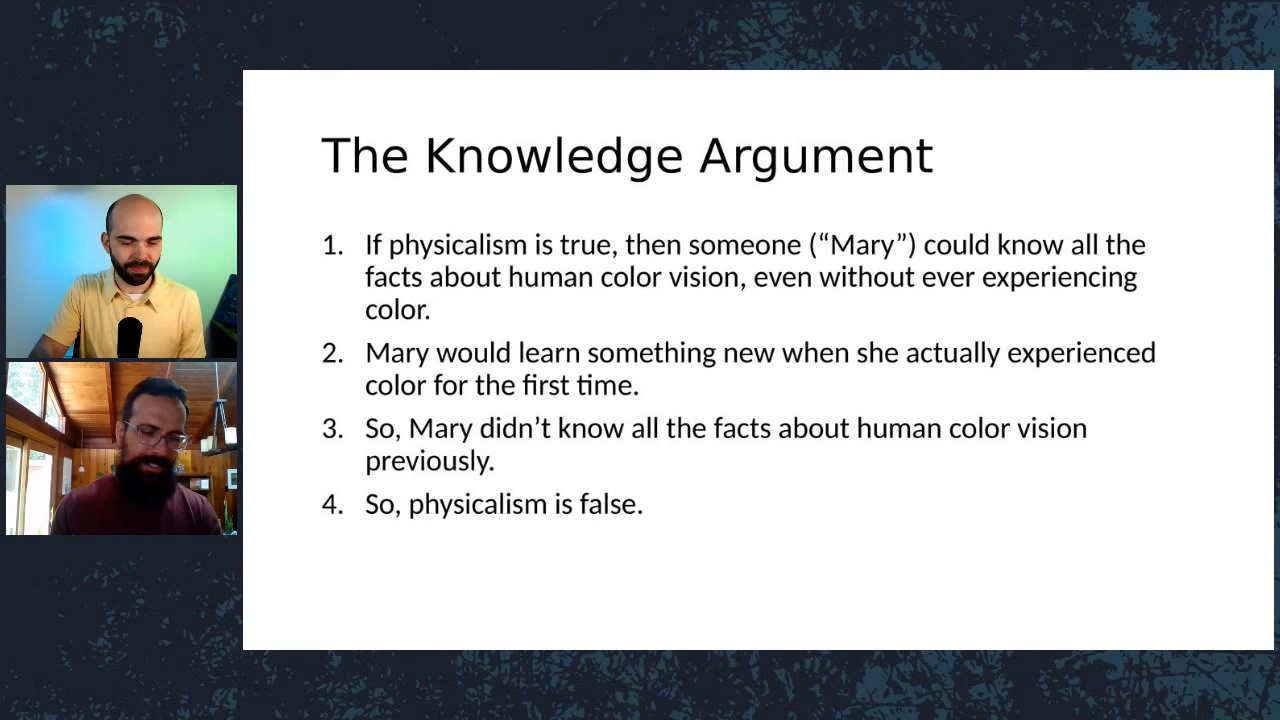 The Knowledge Argument
1. If physicalism is true, then someone (“Mary”) could know all the
facts about human color vision, even without ever experiencing
color.
2. Mary would learn something new when she actually experienced
color for the first time.
3. So, Mary didn’t know all the facts about human color vision
previously.
4. So, physicalism is false.